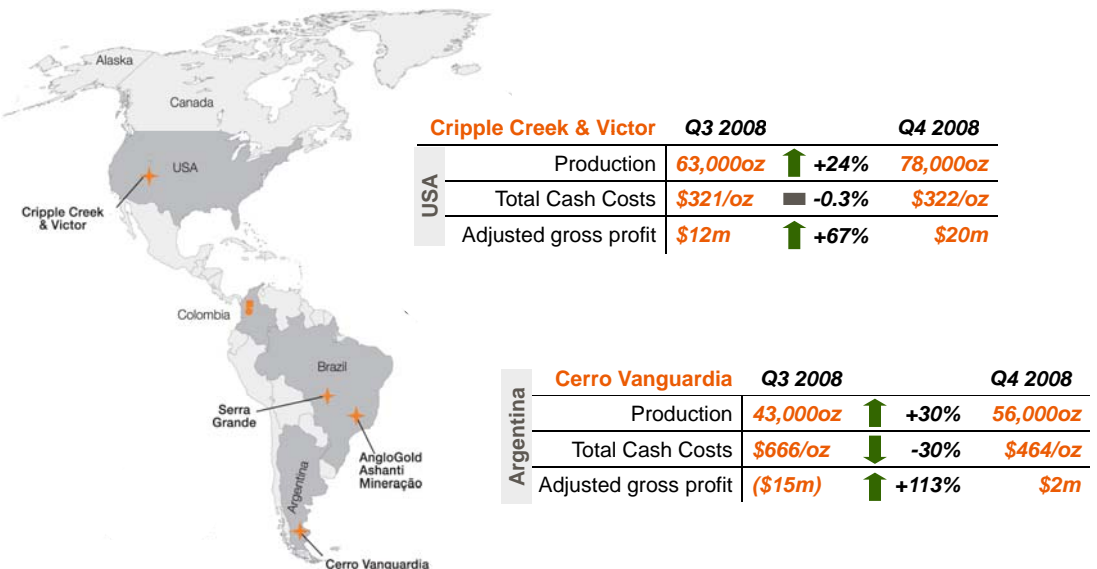 Alaska
Canada
USA
Cripple Creek
& Victor
Colombia
Brazil
Serra
Grande
AngloGold
Ashanti
Mineração
Argentina
Cerro Vanguardia
Cripple Creek & Victor Q3 2008 Q4 2008
USA
Production 63,000oz +24% 78,000oz
Total Cash Costs $321/oz -0.3% $322/oz
Adjusted gross profit $12m +67% $20m
Cerro Vanguardia Q3 2008 Q4 2008
Argentina
Production 43,000oz +30% 56,000oz
Total Cash Costs $666/oz -30% $464/oz
Adjusted gross profit ($15m) +113% $2m